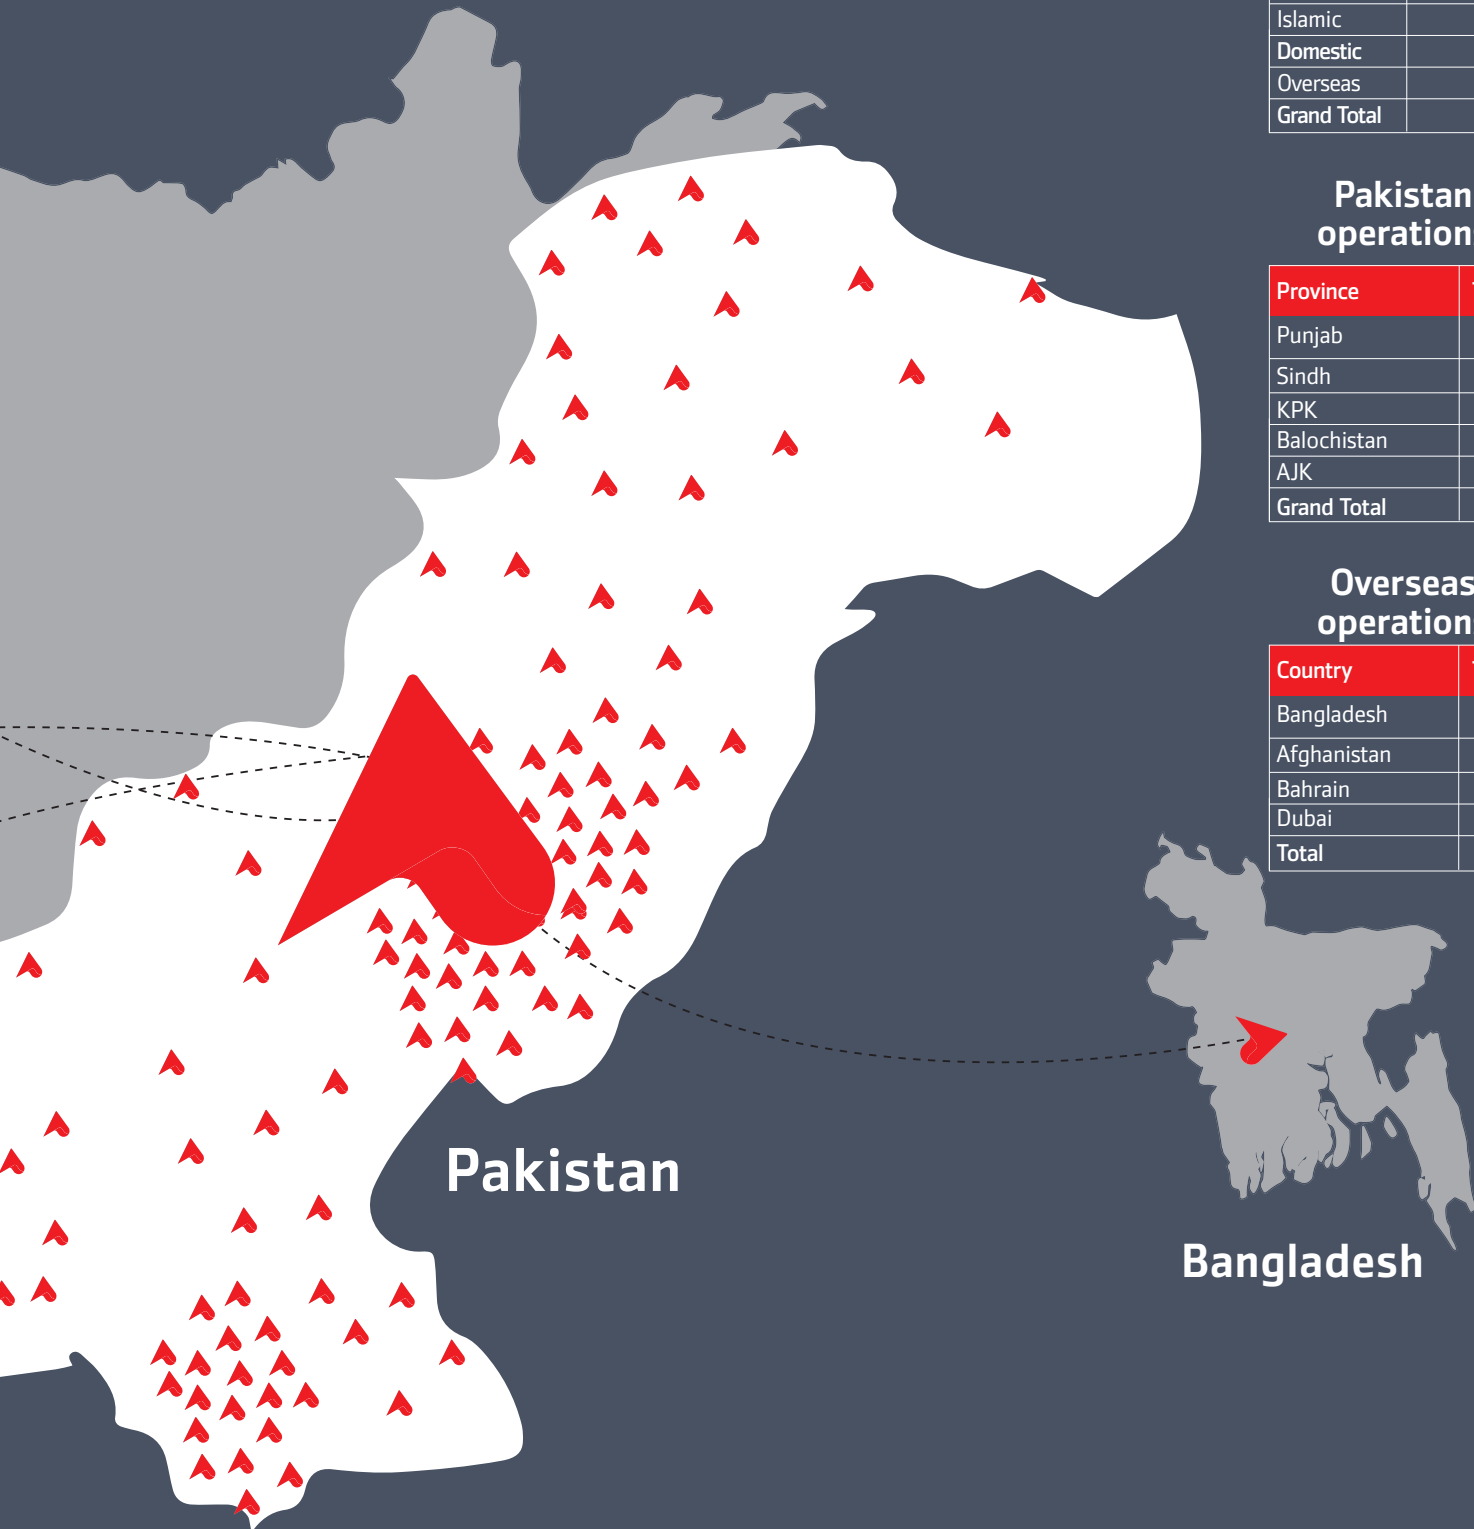 Islamic
Domestic
Overseas
Grand Total
Pakistan
operation
Province
Punjab
Sindh
KPK
Balochistan
AJK
Grand Total
Overseas
operation
Country
Bangladesh
Afghanistan
Bahrain
Dubai
Total
Pakistan
Bangladesh